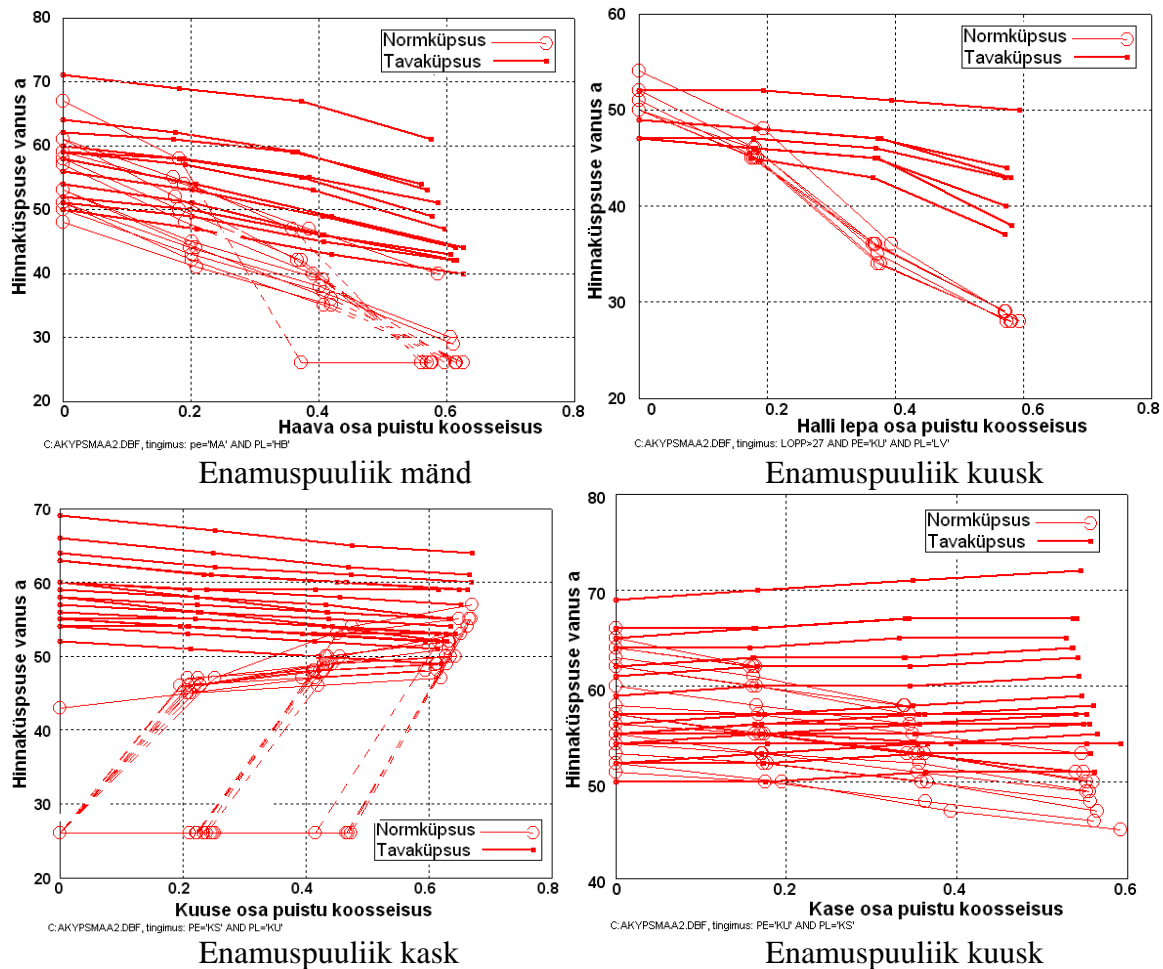 Hinnaküspsuse vanus a
80
70
60
50
40
30
20
Normküpsus
Tavaküpsus
0 0.2 0.4 0.6 0.8
Haava osa puistu koosseisus
C:AKYPSMAA2.DBF, tingimus: pe='MA' AND PL='HB'
Enamuspuuliik mänd
Hinnaküspsuse vanus a
60
50
40
30
20
Normküpsus
Tavaküpsus
0 0.2 0.4 0.6 0.8
Halli lepa osa puistu koosseisus
C:AKYPSMAA2.DBF, tingimus: LOPP>27 AND PE='KU' AND PL='LV'
Enamuspuuliik kuusk
Hinnaküspsuse vanus a
70
60
50
40
30
20
Normküpsus
Tavaküpsus
0 0.2 0.4 0.6 0.8
Kuuse osa puistu koosseisus
C:AKYPSMAA2.DBF, tingimus: PE='KS' AND PL='KU'
Enamuspuuliik kask
Hinnaküspsuse vanus a
80
70
60
50
40
Normküpsus
Tavaküpsus
0 0.2 0.4 0.6
Kase osa puistu koosseisus
C:AKYPSMAA2.DBF, tingimus: PE='KU' AND PL='KS'
Enamuspuuliik kuusk